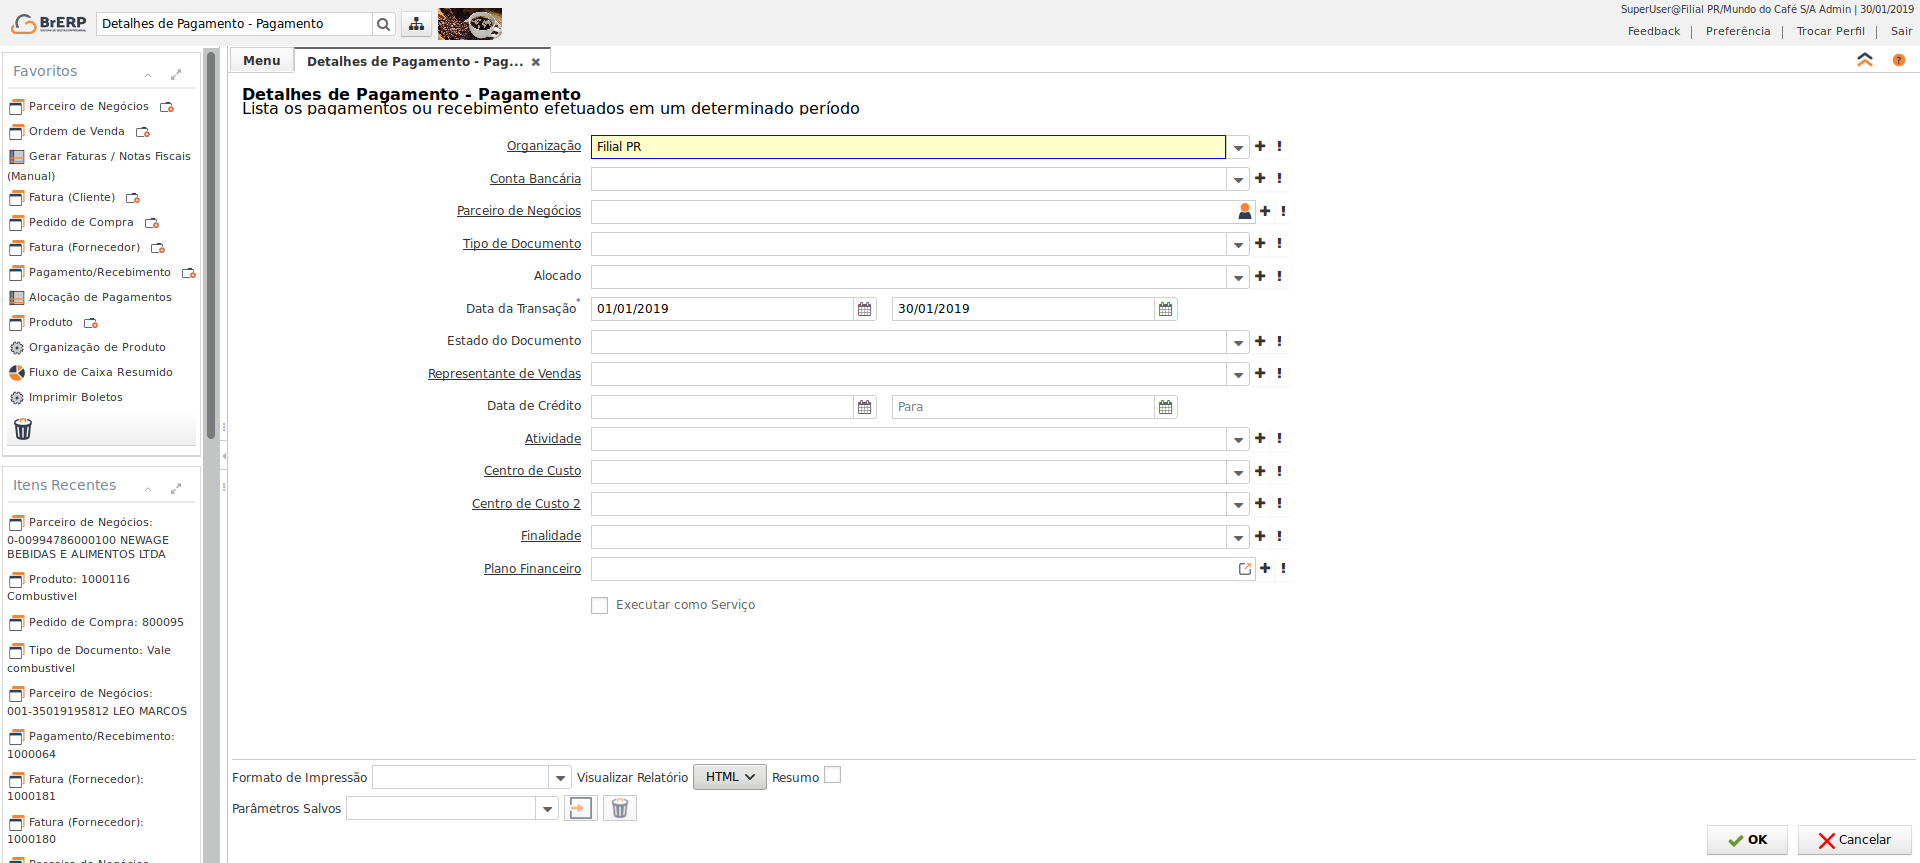 SuperUser@Filial PR/Mundo do Café S/A Admin | 30/01/2019
BrERP
Detalhes de Pagamento - Pagamento
Feedback | Preferência | Trocar Perfil | Sair
Favoritos
Parceiro de Negócios
Ordem de Venda
Gerar Faturas / Notas Fiscais
(Manual)
Fatura (Cliente)
Pedido de Compra
Fatura (Fornecedor)
Pagamento/Recebimento
Alocação de Pagamentos
Produto
Organização de Produto
Fluxo de Caixa Resumido
Imprimir Boletos
Itens Recentes
Parceiro de Negócios:
0-00994786000100 NEWAGE
BEBIDAS E ALIMENTOS LTDA
Produto: 1000116
Combustivel
Pedido de Compra: 800095
Tipo de Documento: Vale
combustivel
Parceiro de Negócios:
001-35019195812 LEO MARCOS
Pagamento/Recebimento:
1000064
Fatura (Fornecedor):
1000181
Fatura (Fornecedor):
1000180
Parceiro de Negócios
Menu
Detalhes de Pagamento - Pag...
Detalhes de Pagamento - Pagamento
Lista os pagamentos ou recebimento efetuados em um determinado período
Organização Filial PR
Conta Bancária
Parceiro de Negócios
Tipo de Documento
Alocado
Data da Transação* 01/01/2019 30/01/2019
Estado do Documento
Representante de Vendas
Data de Crédito Para
Atividade
Centro de Custo
Centro de Custo 2
Finalidade
Plano Financeiro
Executar como Serviço
Formato de Impressão Visualizar Relatório HTML Resumo
Parâmetros Salvos
OK Cancelar